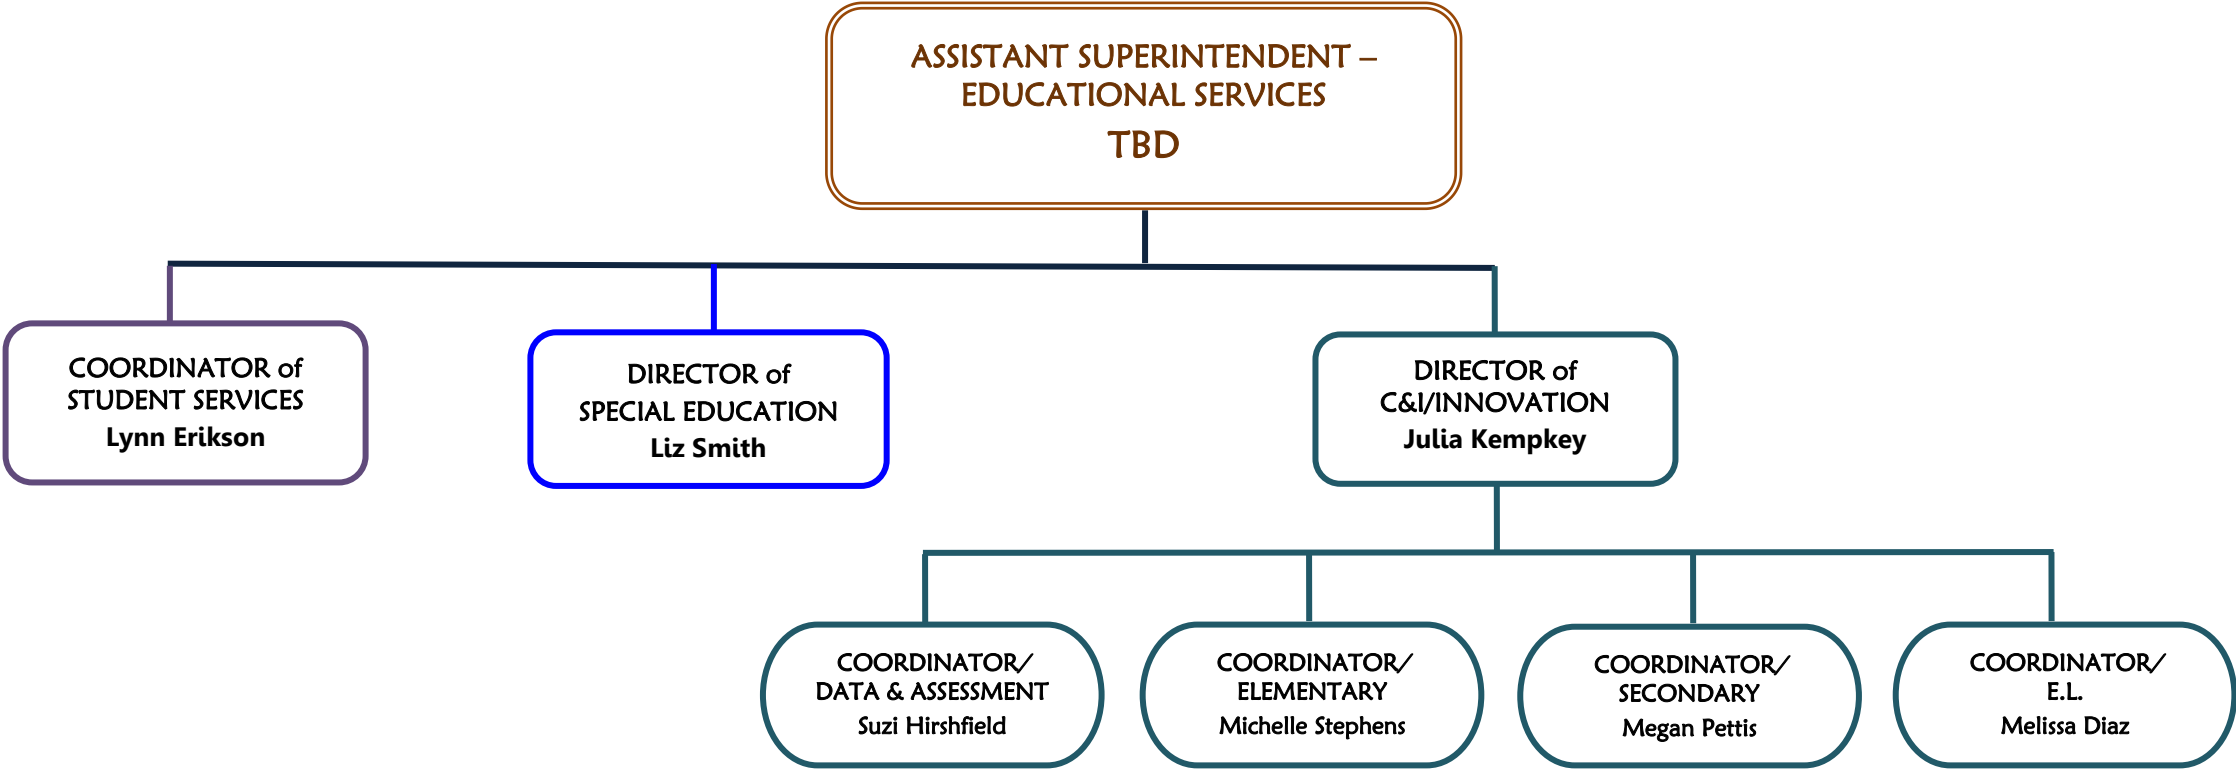 ASSISTANT SUPERINTENDENT –
EDUCATIONAL SERVICES
TBD
COORDINATOR of
STUDENT SERVICES
Lynn Erikson
DIRECTOR of
SPECIAL EDUCATION
Liz Smith
DIRECTOR of
C&I/INNOVATION
Julia Kempkey
COORDINATOR/
DATA & ASSESSMENT
Suzi Hirshfield
COORDINATOR/
ELEMENTARY
Michelle Stephens
COORDINATOR/
SECONDARY
Megan Pettis
COORDINATOR/
E.L.
Melissa Diaz